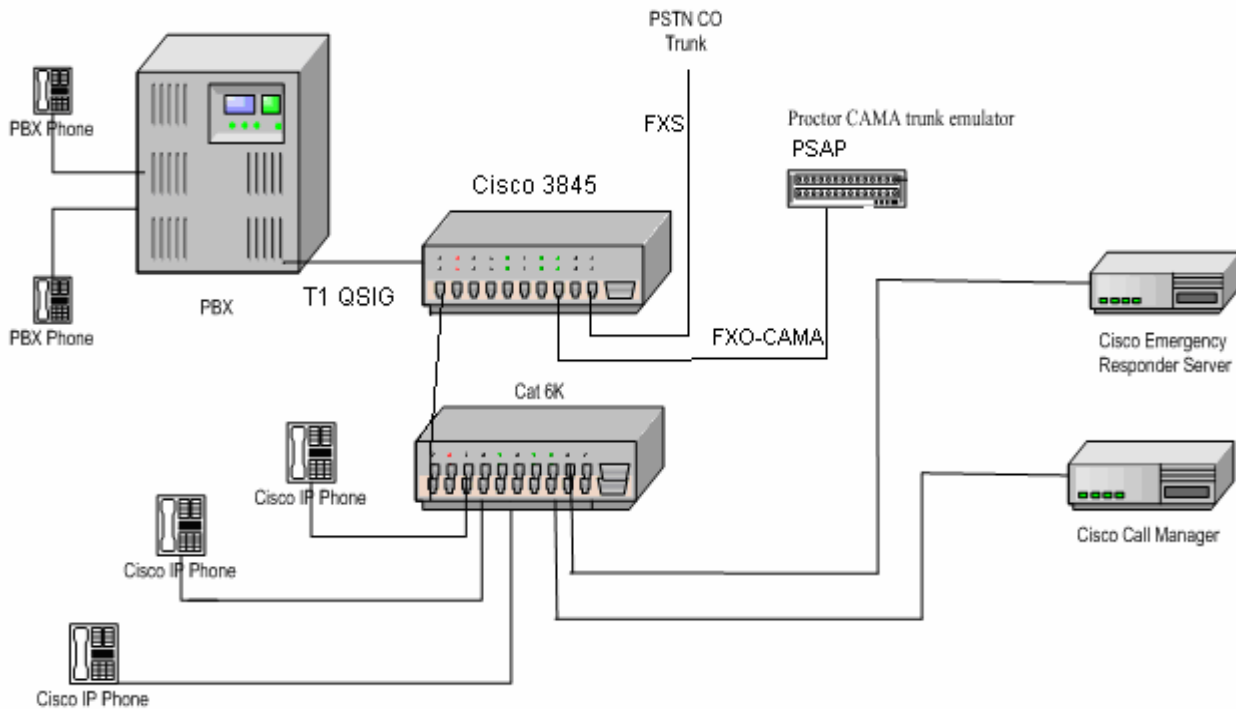 PSTN CO
Trunk
PBX Phone
FXS
Proctor CAMA trunk emulator
PSAP
Cisco 3845
T1 QSIG
PBX
PBX Phone
FXO-CAMA
Cisco Emergency
Responder Server
Cat 6K
Cisco IP Phone
Cisco Call Manager
Cisco IP Phone
Cisco IP Phone